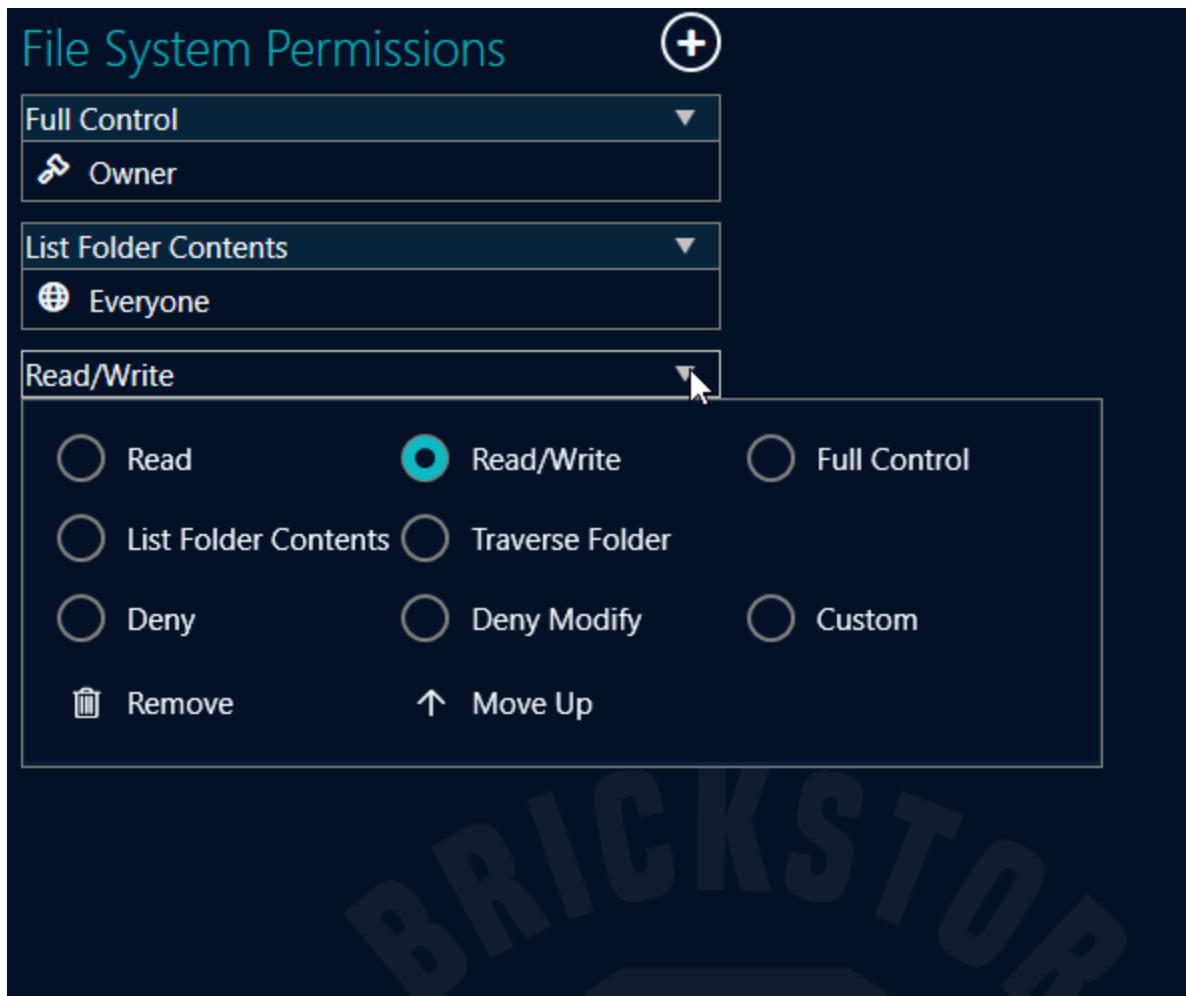 File System Permissions
Full Control
Owner
List Folder Contents
Everyone
Read/Write
Read Read/Write Full Control
List Folder Contents Traverse Folder
Deny Deny Modify Custom
Remove Move Up
BRICKSTOR